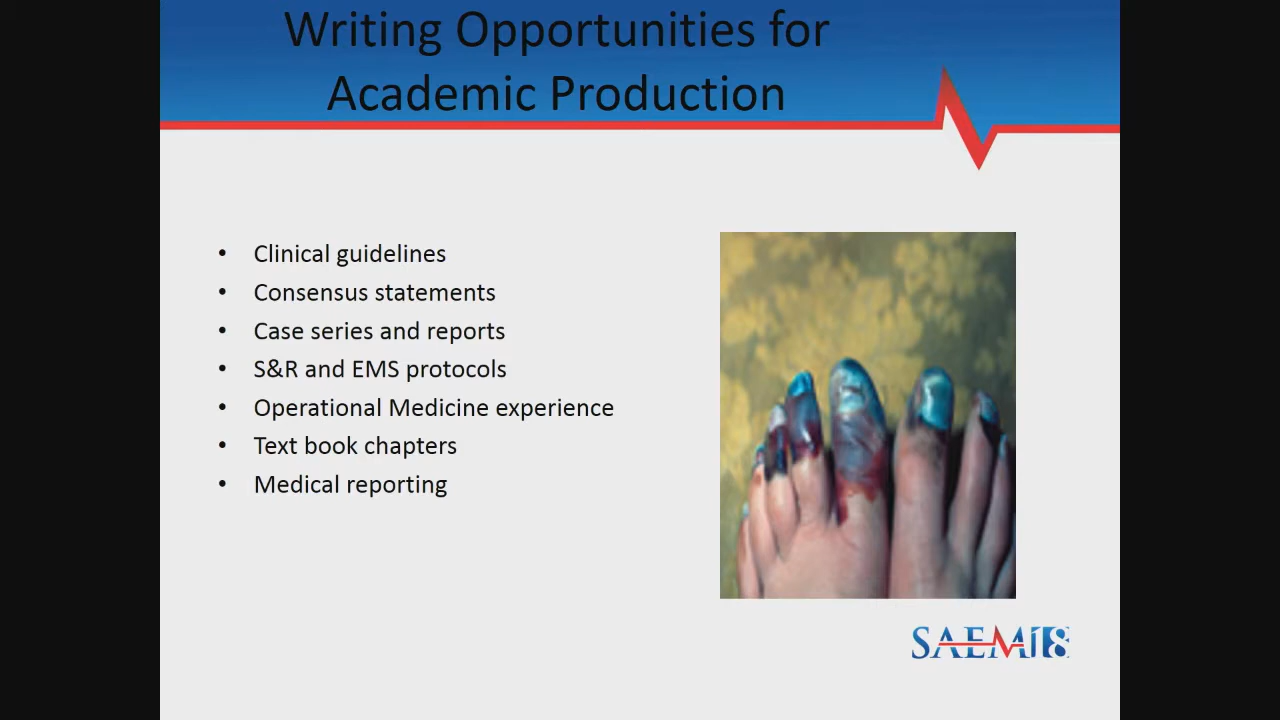 Writing Opportunities for
Academic Production
• Clinical guidelines
• Consensus statements
• Case series and reports
• S&R and EMS protocols
• Operational Medicine experience
• Text book chapters
• Medical reporting
SAEM18